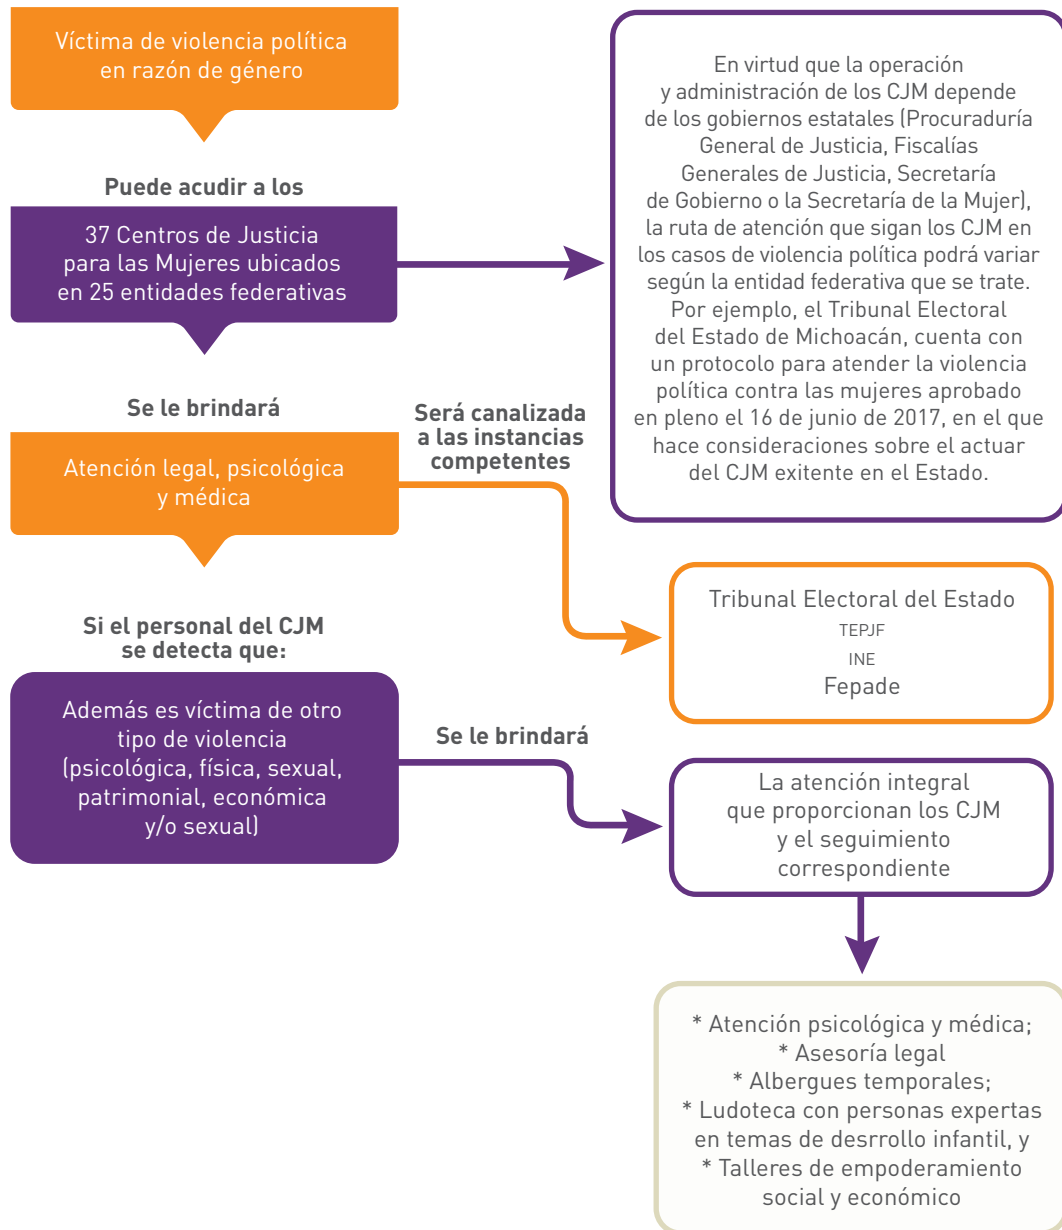 Víctima de violencia política
en razón de género
Puede acudir a los
37 Centros de Justicia
para las Mujeres ubicados
en 25 entidades federativas
En virtud que la operación
y administración de los CJM depende
de los gobiernos estatales (Procuraduría
General de Justicia, Fiscalías
Generales de Justicia, Secretaría
de Gobierno o la Secretaría de la Mujer),
la ruta de atención que sigan los CJM en
los casos de violencia política podrá variar
según la entidad federativa que se trate.
Por ejemplo, el Tribunal Electoral
del Estado de Michoacán, cuenta con
un protocolo para atender la violencia
política contra las mujeres aprobado
en pleno el 16 de junio de 2017, en el que
hace consideraciones sobre el actuar
del CJM exitente en el Estado.
Se le brindará
Atención legal, psicológica
y médica
Será canalizada
a las instancias
competentes
Tribunal Electoral del Estado
TEPJF
INE
Fepade
Si el personal del CJM
se detecta que:
Además es víctima de otro
tipo de violencia
(psicológica, física, sexual,
patrimonial, económica
y/o sexual)
Se le brindará
La atención integral
que proporcionan los CJM
y el seguimiento
correspondiente
* Atención psicológica y médica;
* Asesoría legal
* Albergues temporales;
* Ludoteca con personas expertas
en temas de desrrollo infantil, y
* Talleres de empoderamiento
social y económico